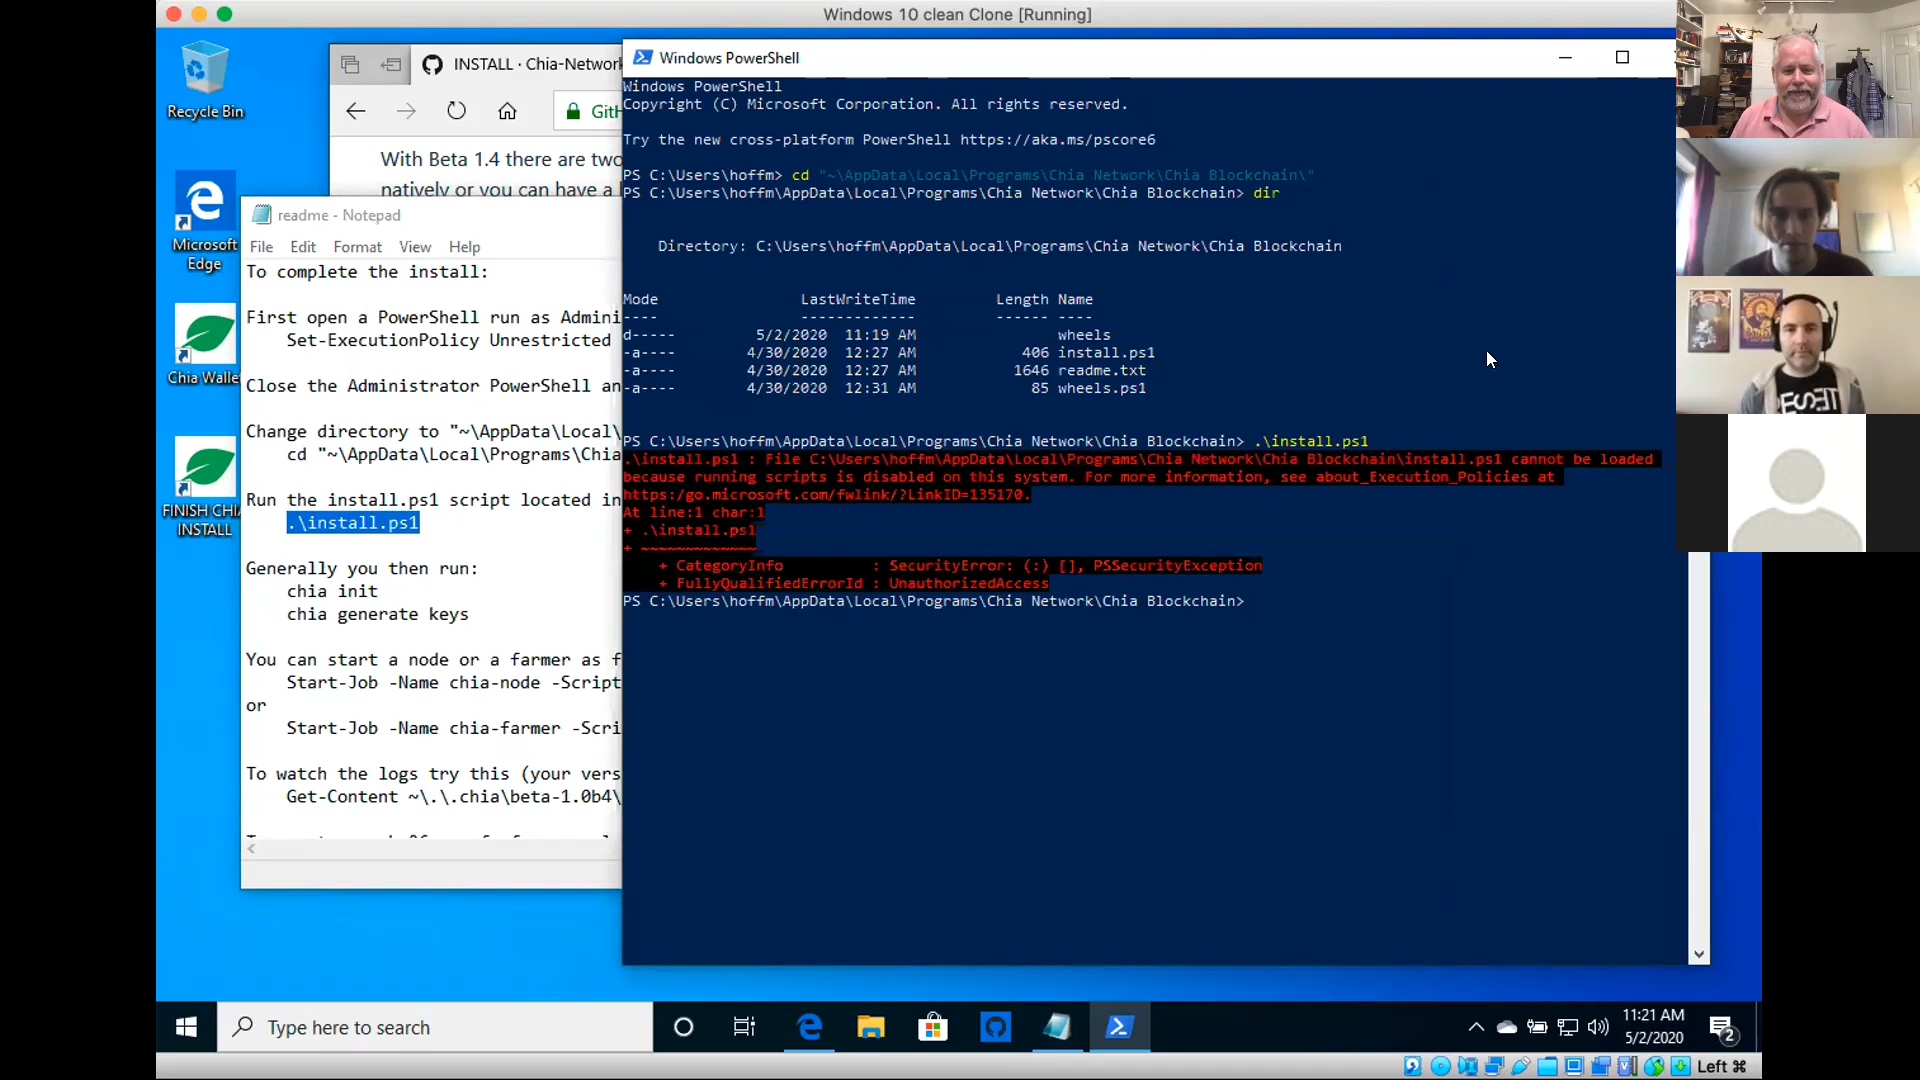 Windows 10 clean Clone [Running]
Recycle Bin
Microsoft
Edge
Chia Walle
FINISH CHI
INSTALL
INSTALL · Chia-Network
GitH
With Beta 1.4 there are two
natively or you can have a
readme - Notepad
File Edit Format View Help
To complete the install:
First open a PowerShell run as Admini
Set-ExecutionPolicy Unrestricted
Close the Administrator PowerShell an
Change directory to "~\AppData\Local\
cd "~\AppData\Local\Programs\Chia
Run the install.ps1 script located in
.\install.ps1
Generally you then run:
chia init
chia generate keys
You can start a node or a farmer as f
Start-Job -Name chia-node -Script
or
Start-Job -Name chia-farmer -Scri
To watch the logs try this (your vers
Get-Content ~\.\.chia\beta-1.0b4\
Windows PowerShell
Windows PowerShell
Copyright (C) Microsoft Corporation. All rights reserved.
Try the new cross-platform PowerShell https://aka.ms/pscore6
PS C:\Users\hoffm> cd "~\AppData\Local\Programs\Chia Network\Chia Blockchain\"
PS C:\Users\hoffm\AppData\Local\Programs\Chia Network\Chia Blockchain> dir
Directory: C:\Users\hoffm\AppData\Local\Programs\Chia Network\Chia Blockchain
Mode LastWriteTime Length Name
---- ------------- ------ ----
d----- 5/2/2020 11:19 AM wheels
-a---- 4/30/2020 12:27 AM 406 install.ps1
-a---- 4/30/2020 12:27 AM 1646 readme.txt
-a---- 4/30/2020 12:31 AM 85 wheels.ps1
PS C:\Users\hoffm\AppData\Local\Programs\Chia Network\Chia Blockchain> .\install.ps1
.\install.ps1 : File C:\Users\hoffm\AppData\Local\Programs\Chia Network\Chia Blockchain\install.ps1 cannot be loaded
because running scripts is disabled on this system. For more information, see about_Execution_Policies at
https:/go.microsoft.com/fwlink/?LinkID=135170.
At line:1 char:1
+ .\install.ps1
+ ~~~~~~~~~~~~~
+ CategoryInfo : SecurityError: (:) [], PSSecurityException
+ FullyQualifiedErrorId : UnauthorizedAccess
PS C:\Users\hoffm\AppData\Local\Programs\Chia Network\Chia Blockchain>
Type here to search
11:21 AM
5/2/2020
2
Left ⌘